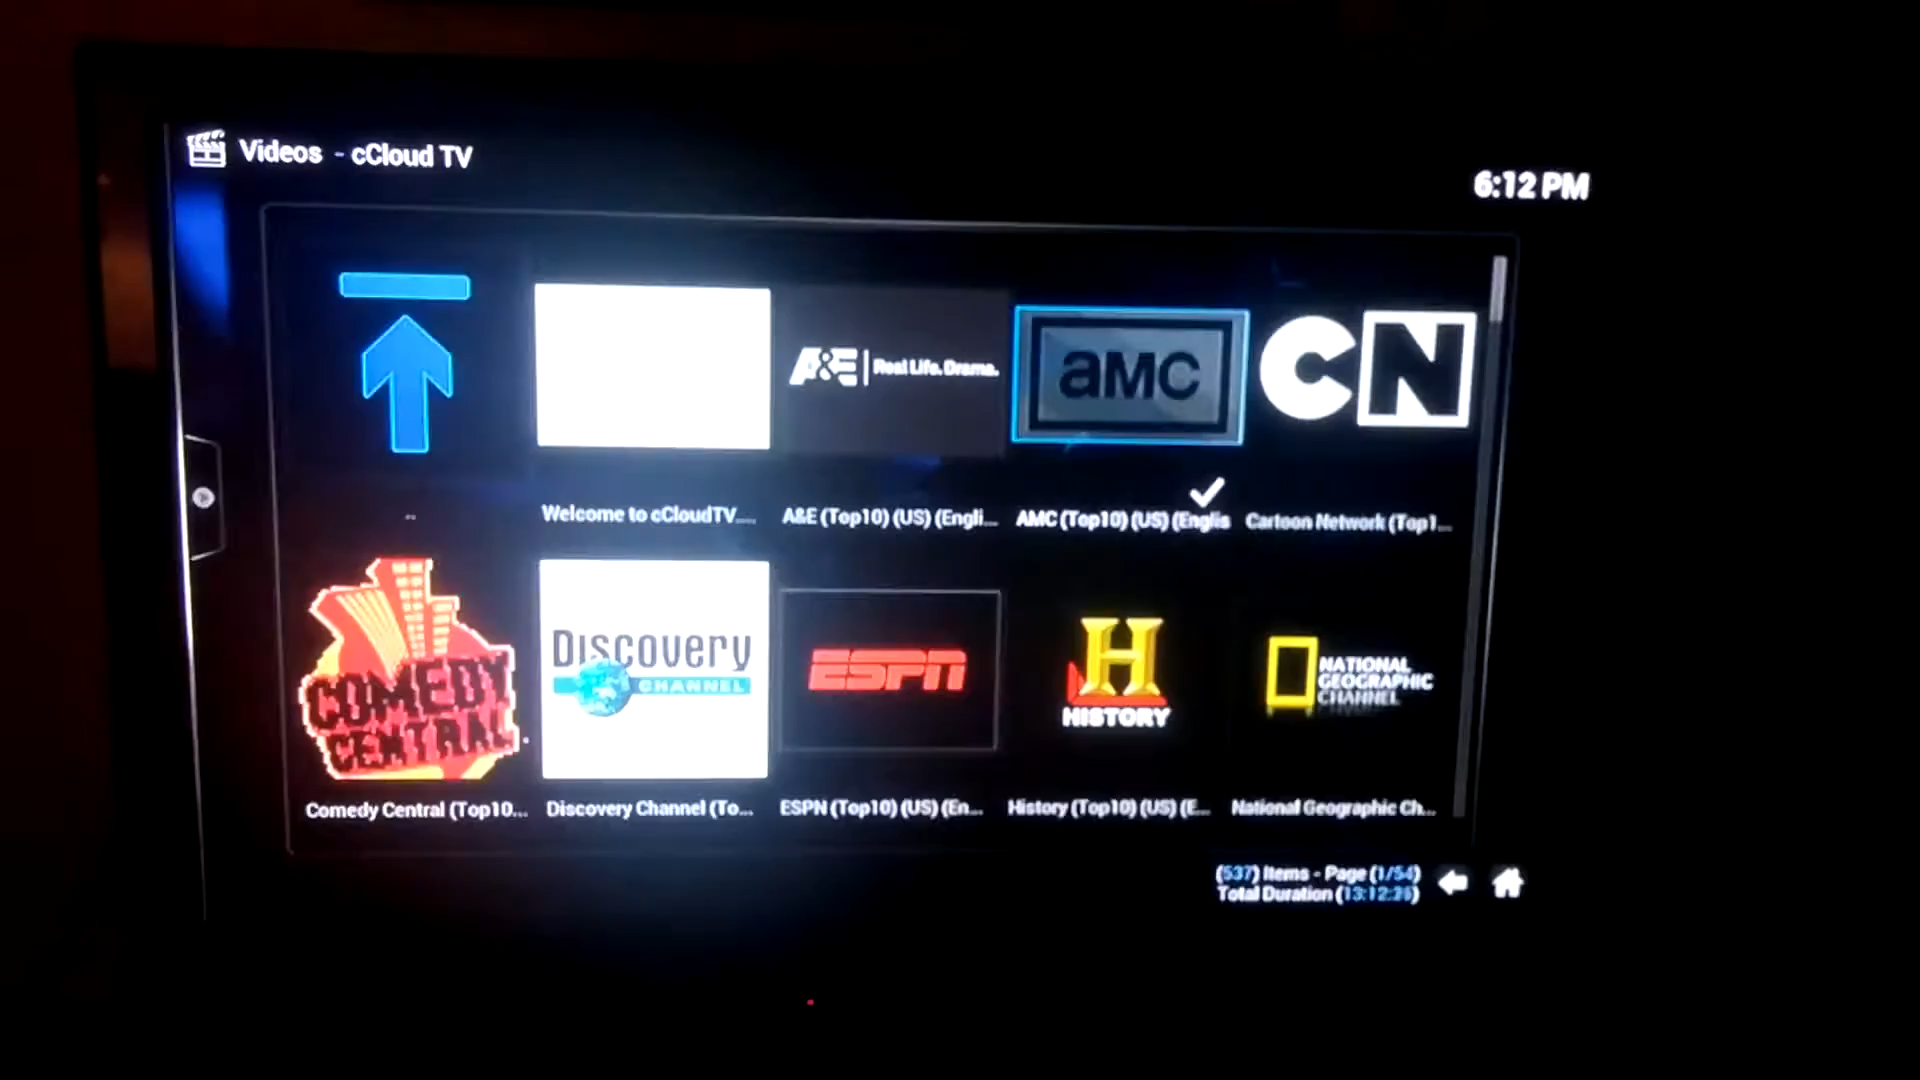 Videos - cCloud TV
6:12 PM
A&E Real Life. Drama.
aMC
CN
..
Welcome to cCloudTV....
A&E (Top10) (US) (Engli...
AMC (Top10) (US) (Englis
Cartoon Network (Top1...
COMEDY
CENTRAL
Discovery
CHANNEL
ESPN
H
HISTORY
NATIONAL
GEOGRAPHIC
CHANNEL
Comedy Central (Top10...
Discovery Channel (To...
ESPN (Top10) (US) (En...
History (Top10) (US) (E...
National Geographic Ch...
(537) Items - Page (1/54)
Total Duration (13:12:26)